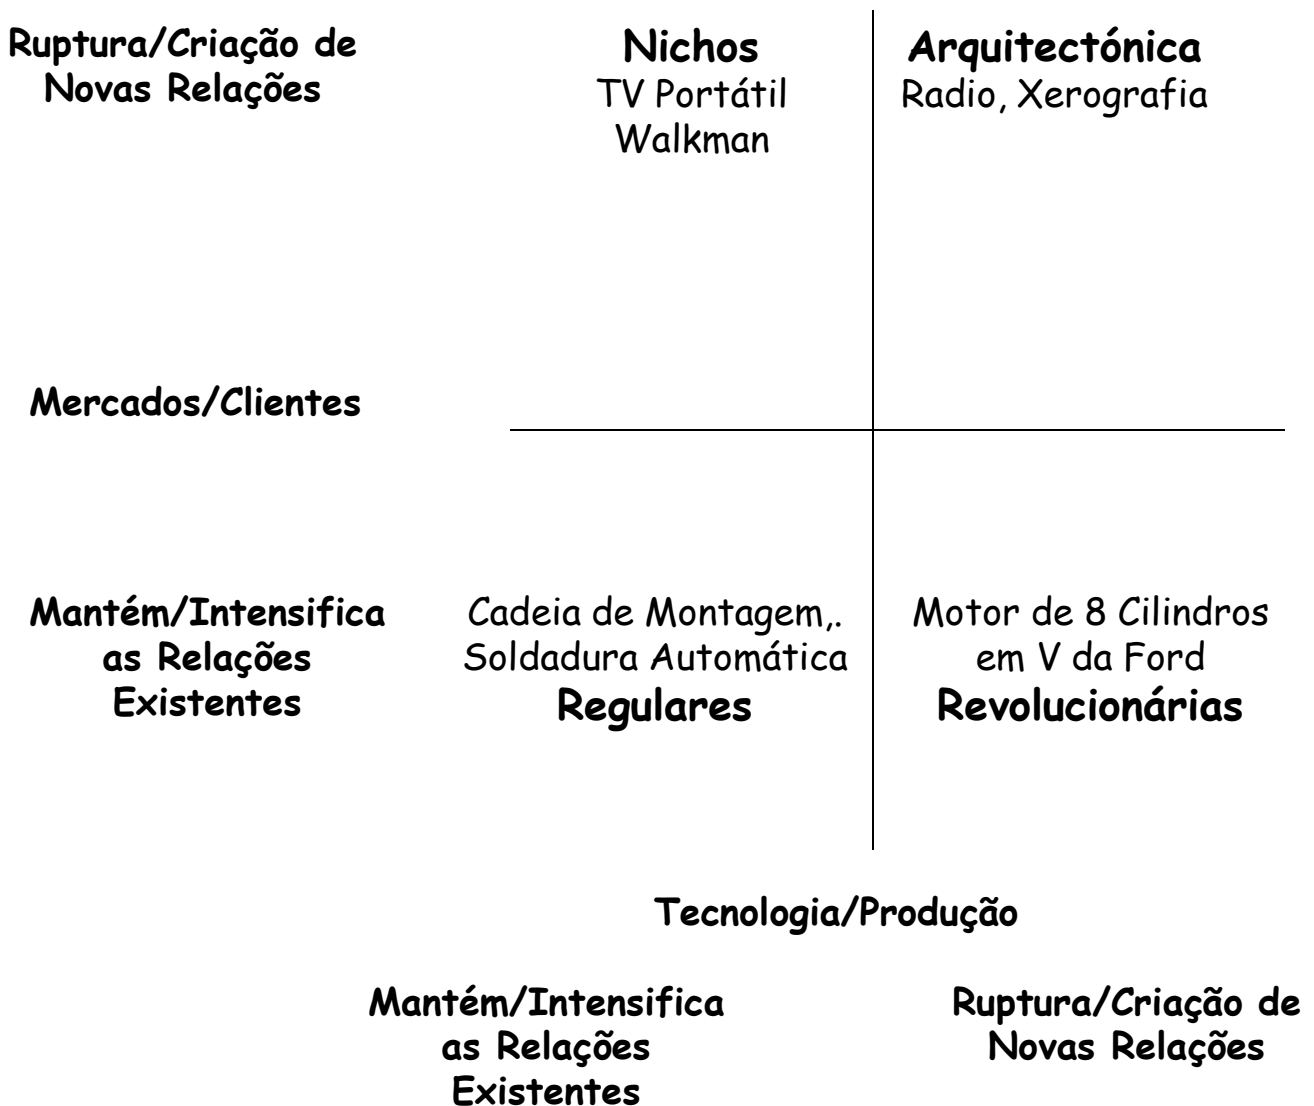 Ruptura/Criação de
Novas Relações
Nichos
TV Portátil
Walkman
Arquitectónica
Radio, Xerografia
Mercados/Clientes
Mantém/Intensifica
as Relações
Existentes
Cadeia de Montagem,.
Soldadura Automática
Regulares
Motor de 8 Cilindros
em V da Ford
Revolucionárias
Tecnologia/Produção
Mantém/Intensifica
as Relações
Existentes
Ruptura/Criação de
Novas Relações